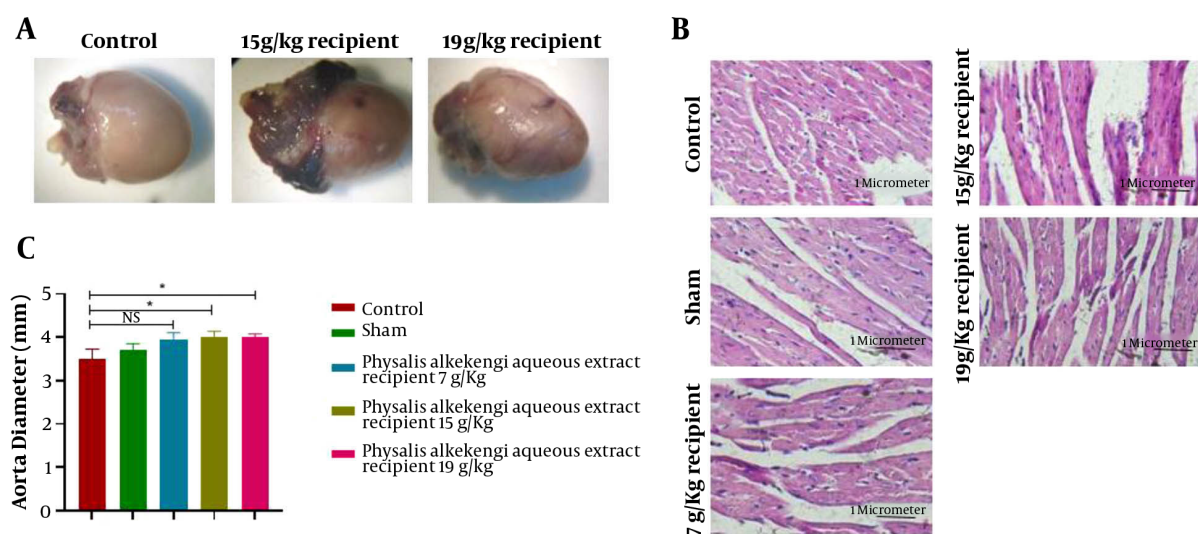 A
Control
15g/kg recipient
19g/kg recipient
B
Control
1 Micrometer
15g/Kg recipient
1 Micrometer
Sham
1 Micrometer
19g/Kg recipient
1 Micrometer
7 g/Kg recipient
1 Micrometer
C
Aorta Diameter (mm)
5
4
3
2
1
0
*
*
NS
Control
Sham
Physalis alkekengi aqueous extract
recipient 7 g/Kg
Physalis alkekengi aqueous extract
recipient 15 g/Kg
Physalis alkekengi aqueous extract
recipient 19 g/kg